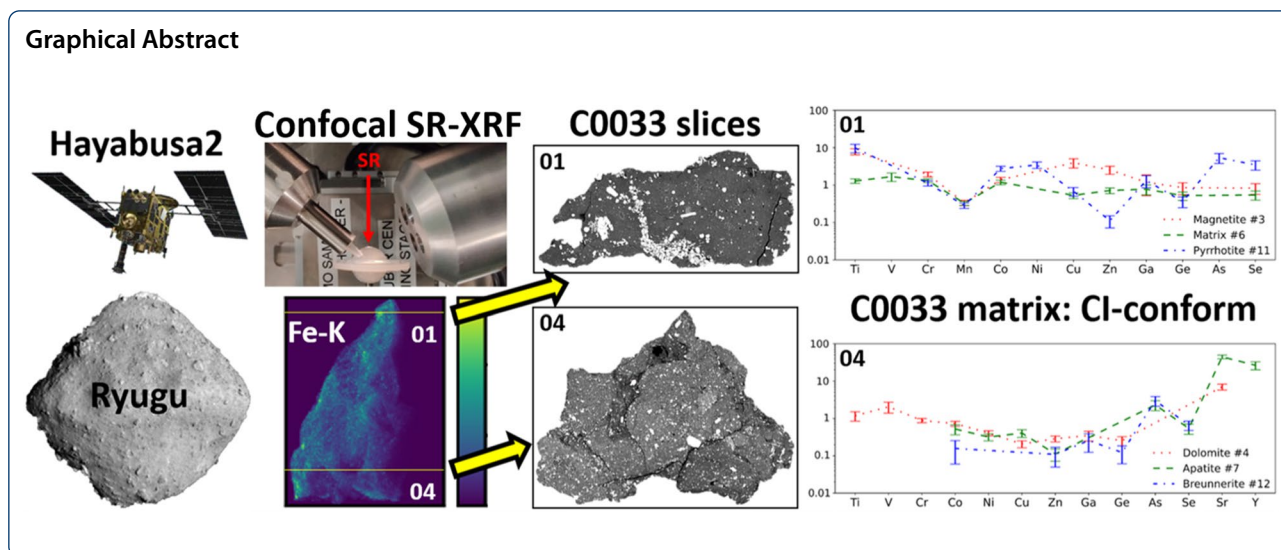 Graphical Abstract
Hayabusa2
Ryugu
Confocal SR-XRF
SR
Fe-K
01
04
C0033 slices
01
04
100
10
1
0.1
0.01
01
Magnetite #3
Matrix #6
Pyrrhotite #11
Ti V Cr Mn Co Ni Cu Zn Ga Ge As Se
C0033 matrix: CI-conform
100
10
1
0.1
0.01
04
Dolomite #4
Apatite #7
Breunnerite #12
Ti V Cr Co Ni Cu Zn Ga Ge As Se Sr Y